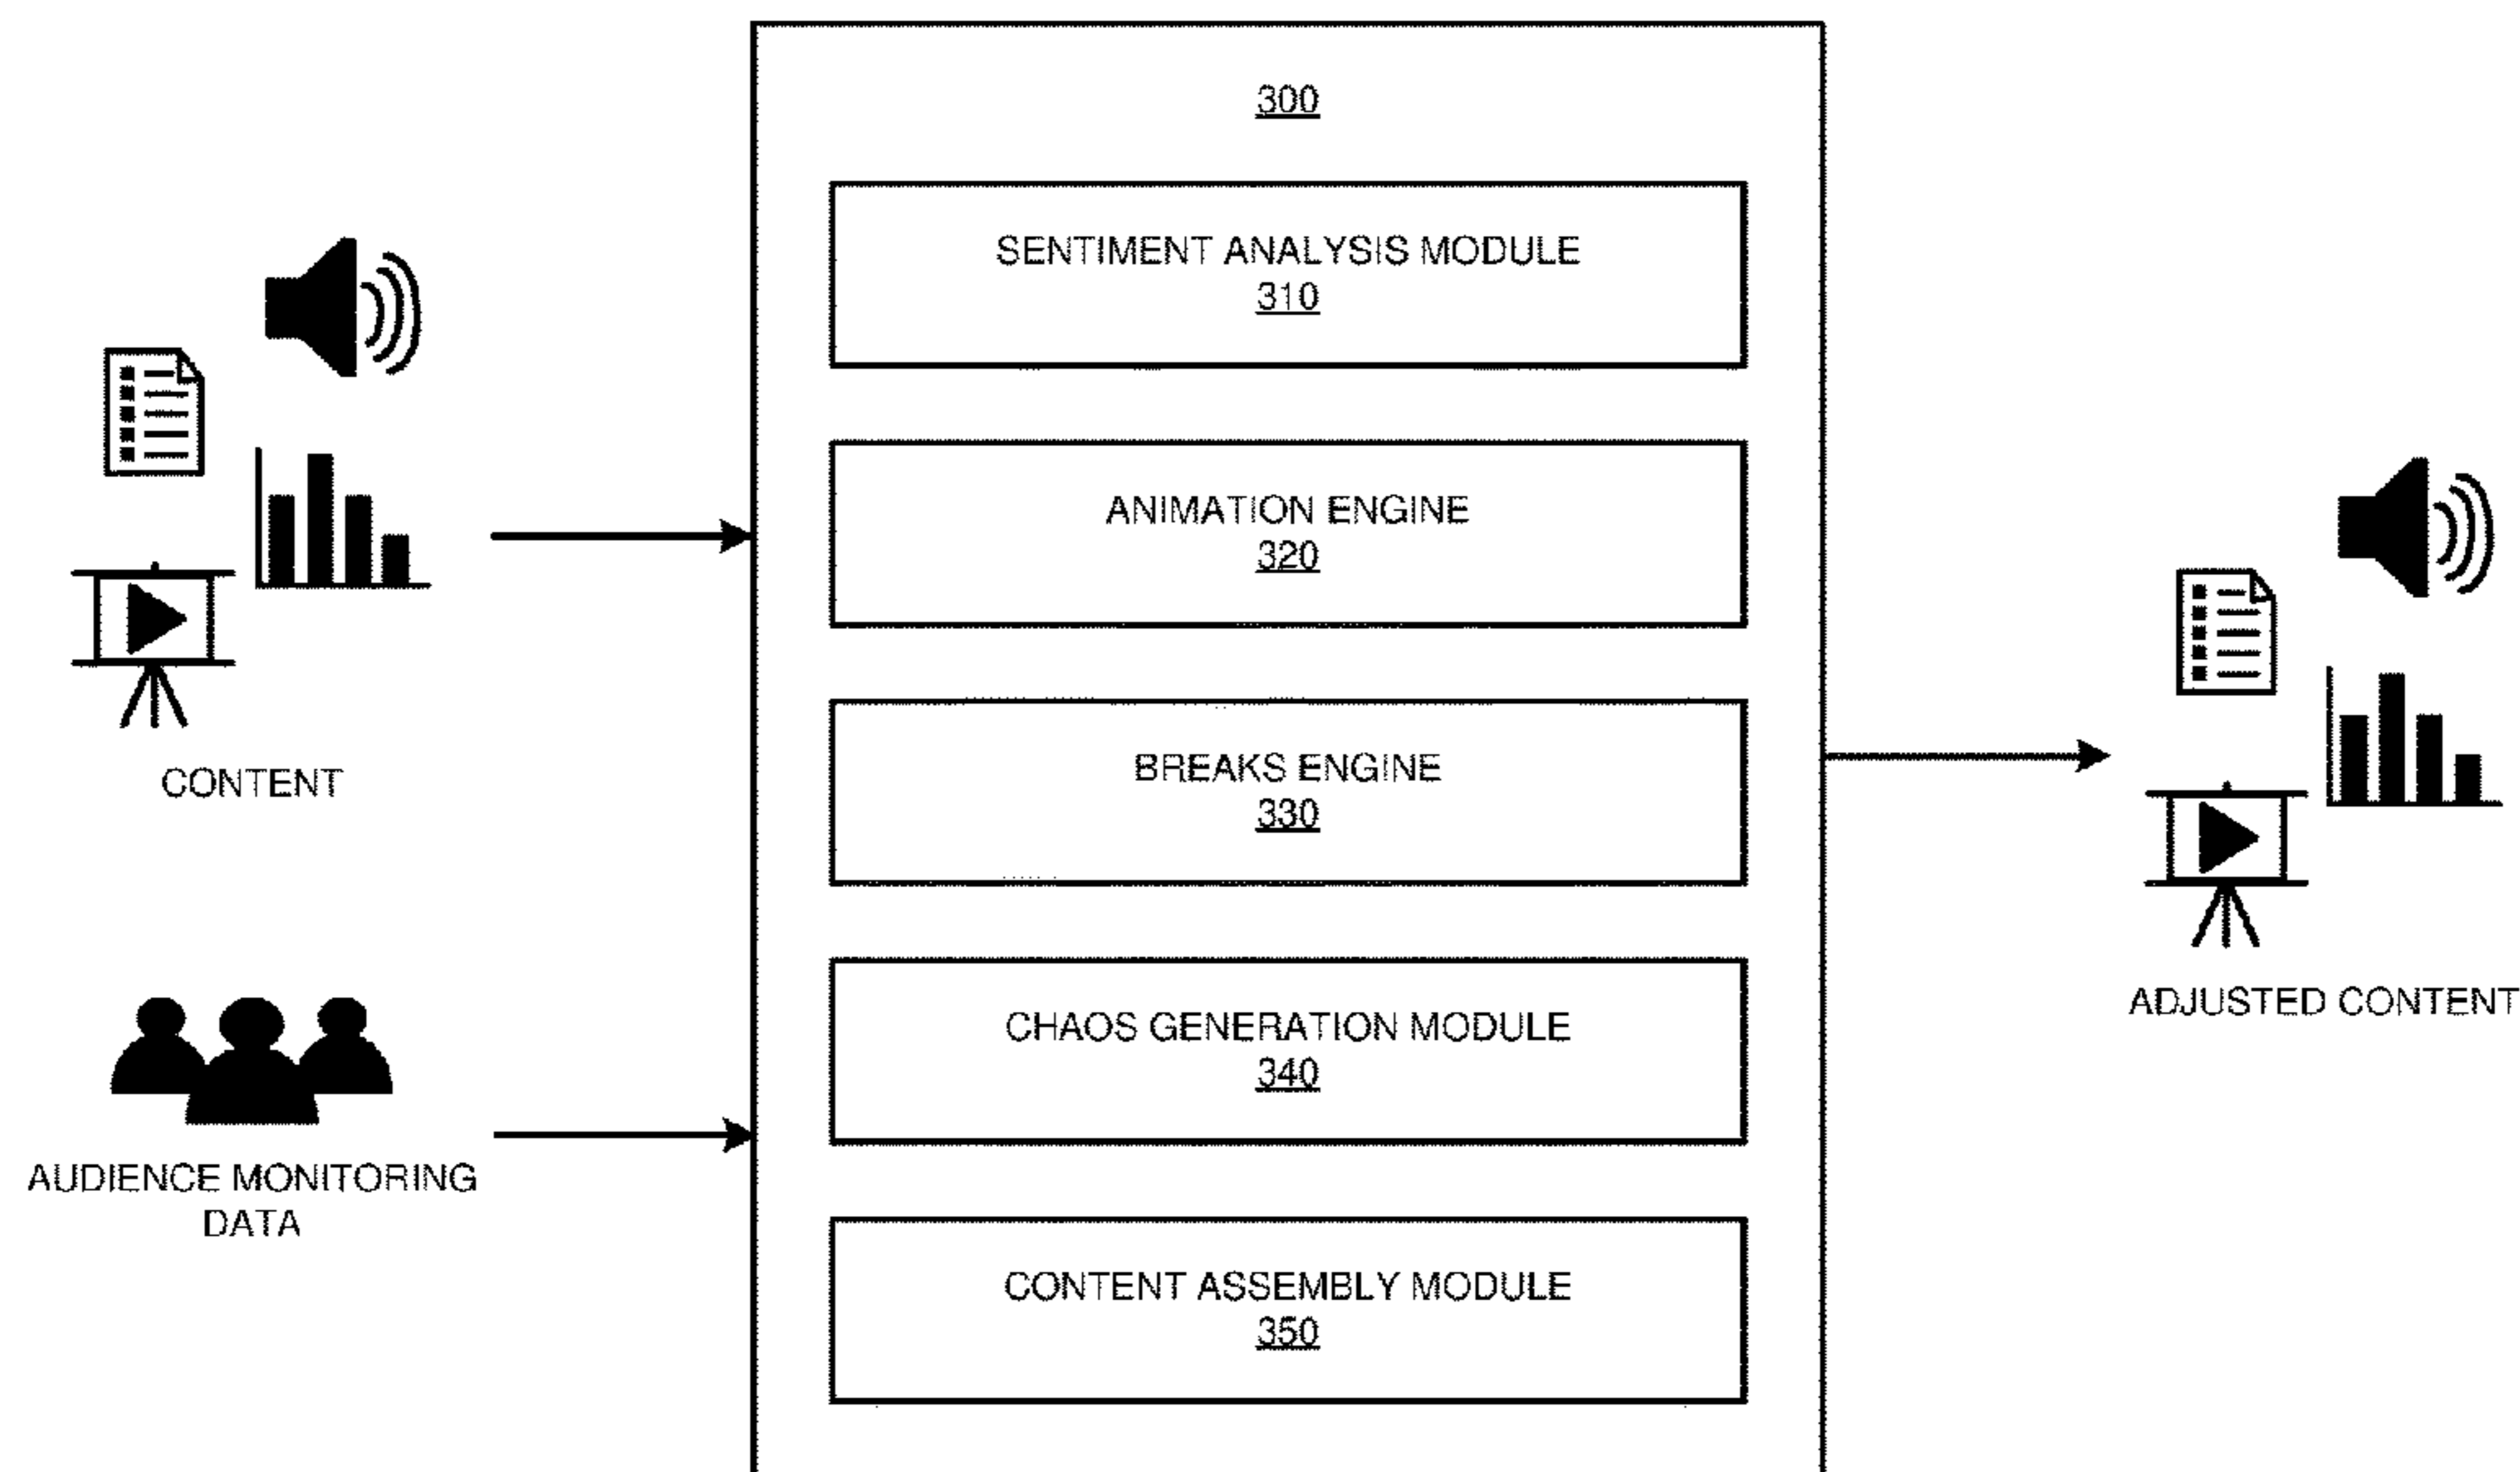 300
SENTIMENT ANALYSIS MODULE
310
ANIMATION ENGINE
320
BREAKS ENGINE
330
CHAOS GENERATION MODULE
340
CONTENT ASSEMBLY MODULE
350
CONTENT
AUDIENCE MONITORING
DATA
ADJUSTED CONTENT